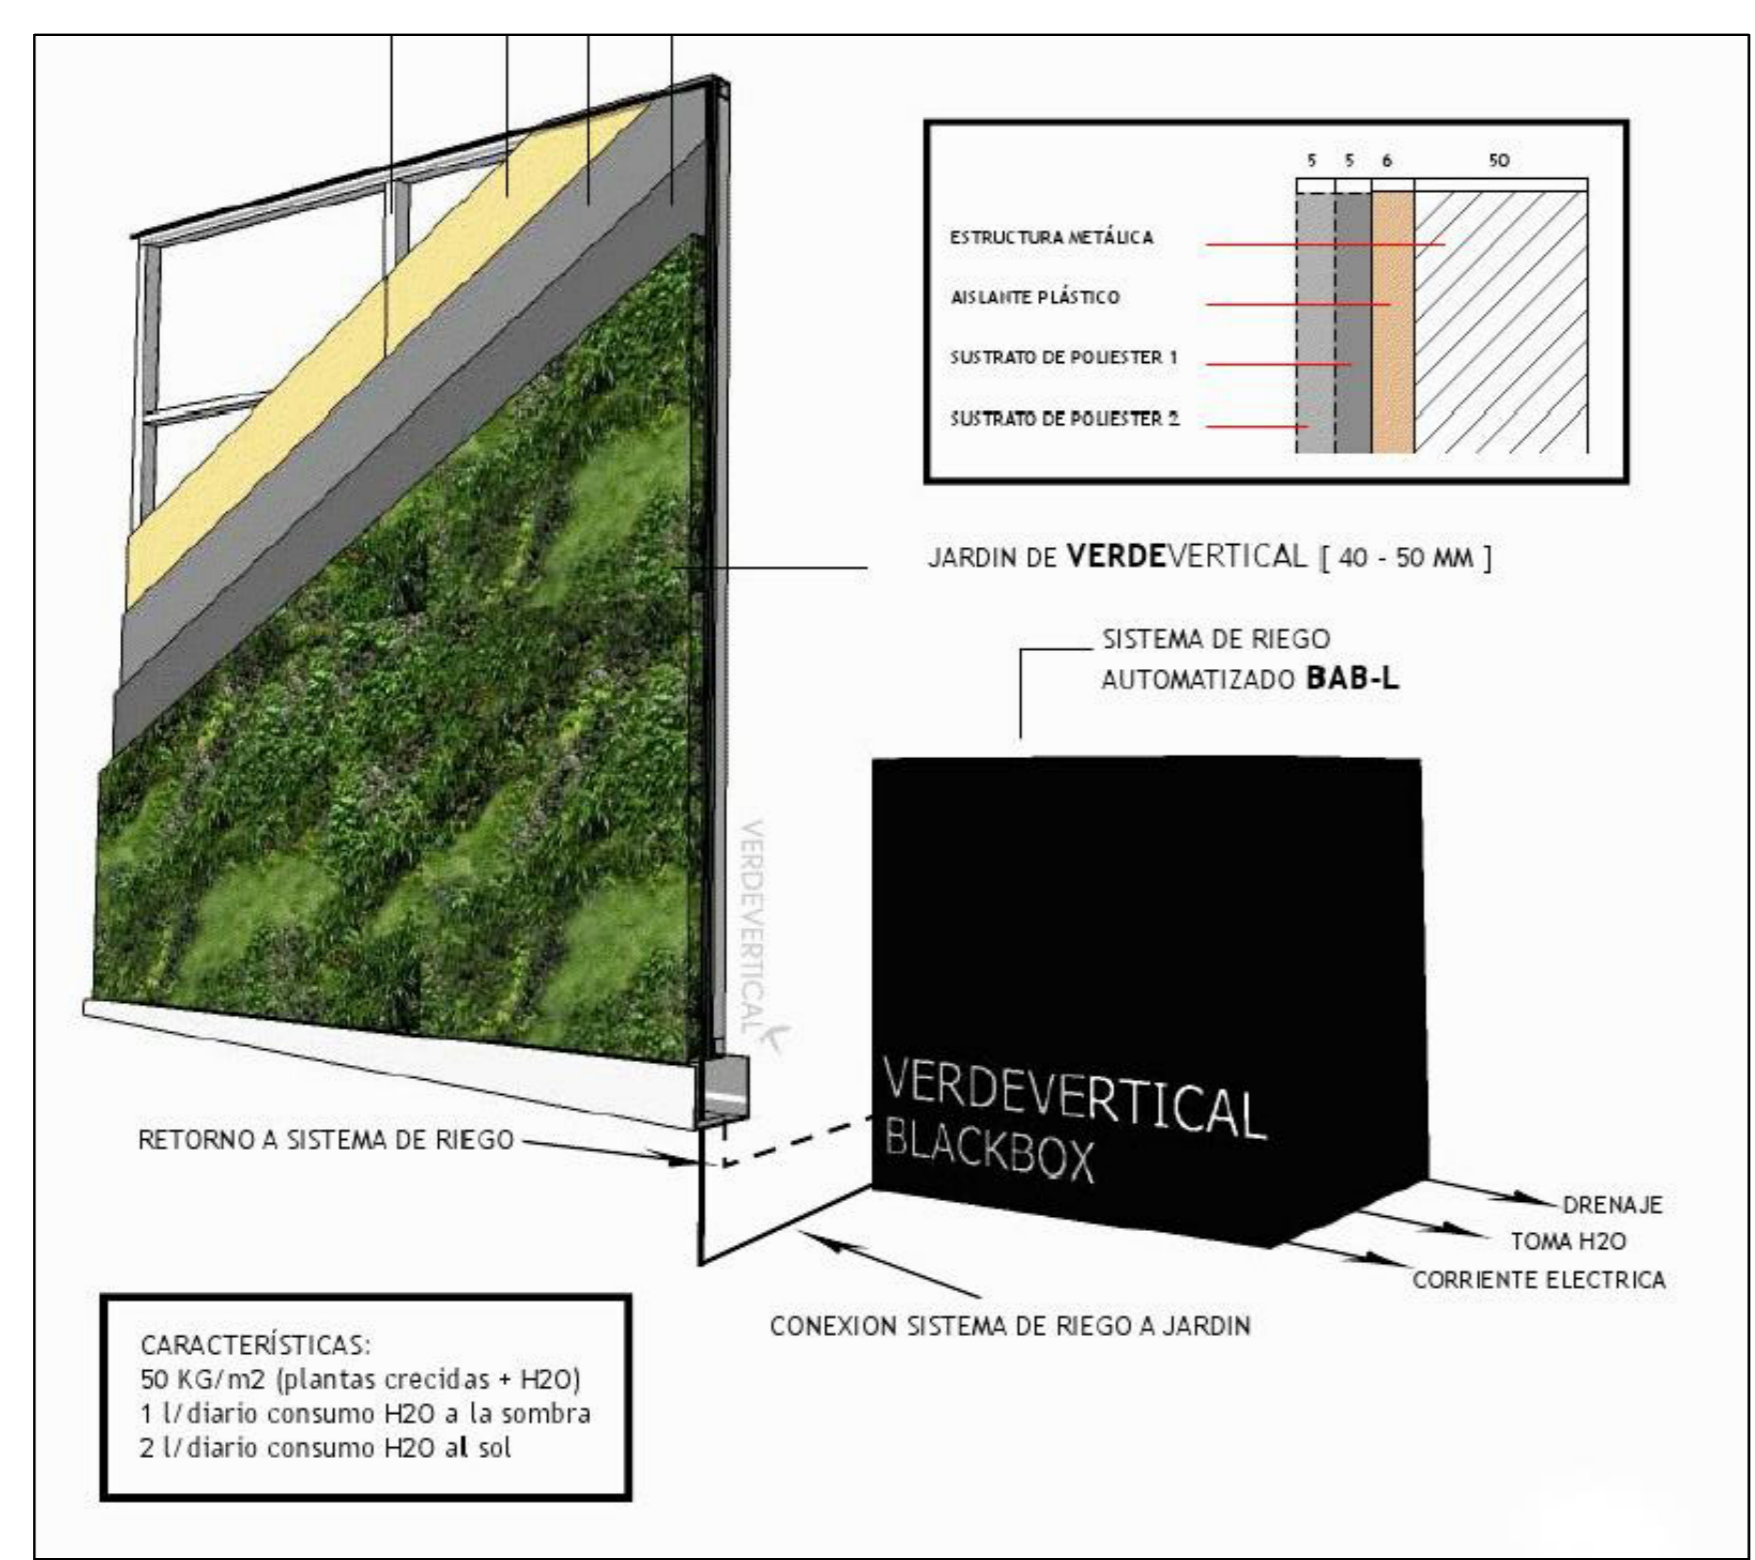 5 5 6 50
ESTRUCTURA METÁLICA
AISLANTE PLÁSTICO
SUSTRATO DE POLIESTER 1
SUSTRATO DE POLIESTER 2
JARDIN DE VERDEVERTICAL [ 40 - 50 MM ]
SISTEMA DE RIEGO
AUTOMATIZADO BAB-L
VERDEVERTICAL
VERDEVERTICAL
BLACKBOX
RETORNO A SISTEMA DE RIEGO
DRENAJE
TOMA H2O
CORRIENTE ELECTRICA
CONEXION SISTEMA DE RIEGO A JARDIN
CARACTERÍSTICAS:
50 KG/m2 (plantas crecidas + H2O)
1 l/diario consumo H2O a la sombra
2 l/diario consumo H2O al sol